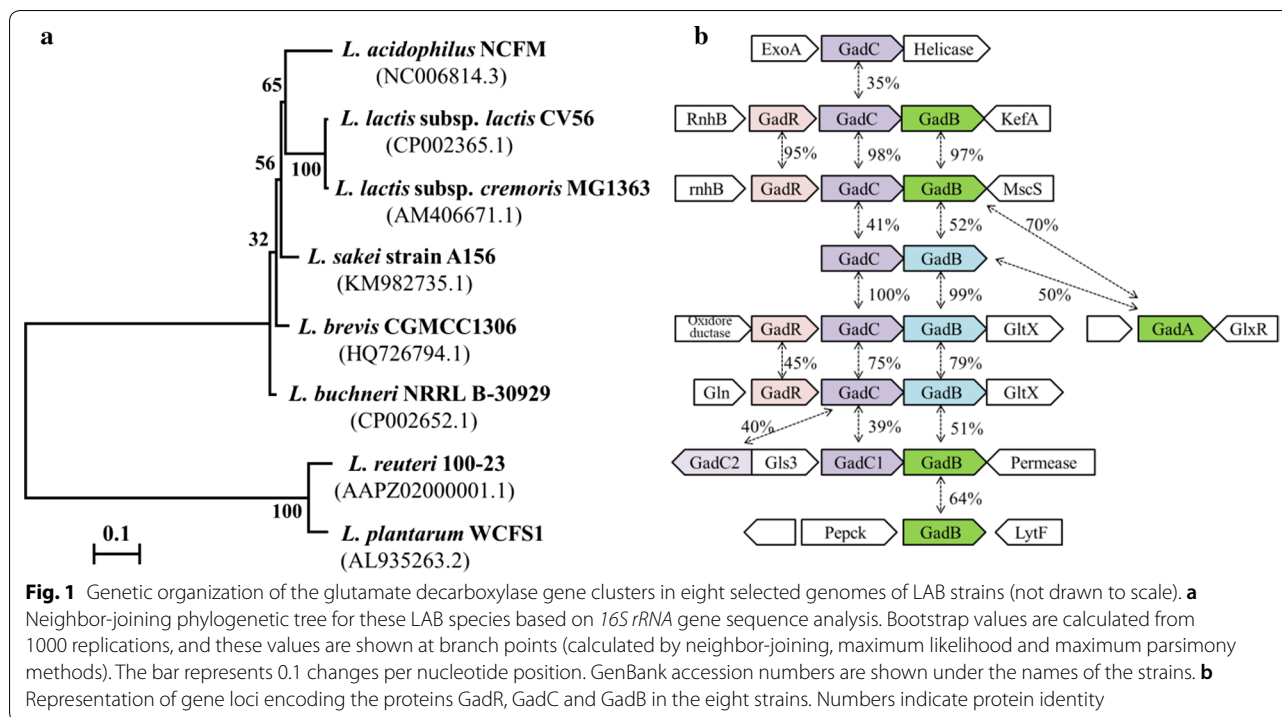 a
b
L. acidophilus NCFM
(NC006814.3)
65
L. lactis subsp. lactis CV56
(CP002365.1)
100
56
L. lactis subsp. cremoris MG1363
(AM406671.1)
32
L. sakei strain A156
(KM982735.1)
L. brevis CGMCC1306
(HQ726794.1)
L. buchneri NRRL B-30929
(CP002652.1)
L. reuteri 100-23
(AAPZ02000001.1)
100
L. plantarum WCFS1
(AL935263.2)
0.1
ExoA GadC Helicase
35%
RnhB GadR GadC GadB KefA
95% 98% 97%
rnhB GadR GadC GadB MscS
41% 52% 70%
GadC GadB
100% 99% 50%
Oxidore
ductase GadR GadC GadB GltX GadA GlxR
45% 75% 79%
Gln GadR GadC GadB GltX
40% 39% 51%
GadC2 Gls3 GadC1 GadB Permease
64%
Pepck GadB LytF
Fig. 1 Genetic organization of the glutamate decarboxylase gene clusters in eight selected genomes of LAB strains (not drawn to scale). a
Neighbor-joining phylogenetic tree for these LAB species based on 16S rRNA gene sequence analysis. Bootstrap values are calculated from
1000 replications, and these values are shown at branch points (calculated by neighbor-joining, maximum likelihood and maximum parsimony
methods). The bar represents 0.1 changes per nucleotide position. GenBank accession numbers are shown under the names of the strains. b
Representation of gene loci encoding the proteins GadR, GadC and GadB in the eight strains. Numbers indicate protein identity